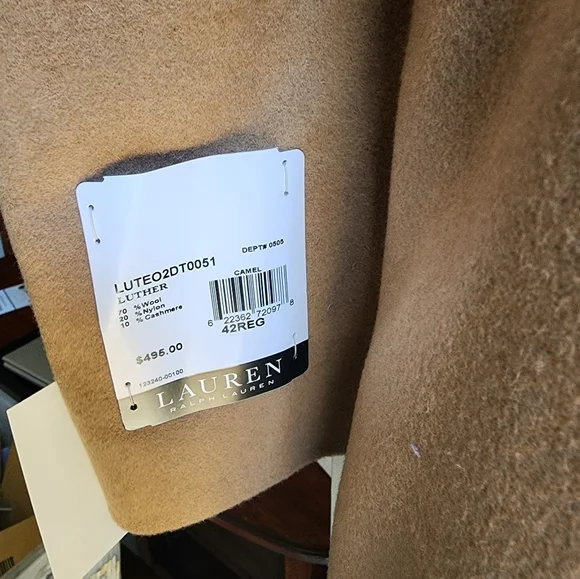 DEPT# 0505
LUTEO2DT0051
LUTHER
CAMEL
70 %Wool
20 %Nylon
10 %Cashmere
6 22362 72097 8
42REG
$495.00
123240-00100
LAUREN
RALPH LAUREN